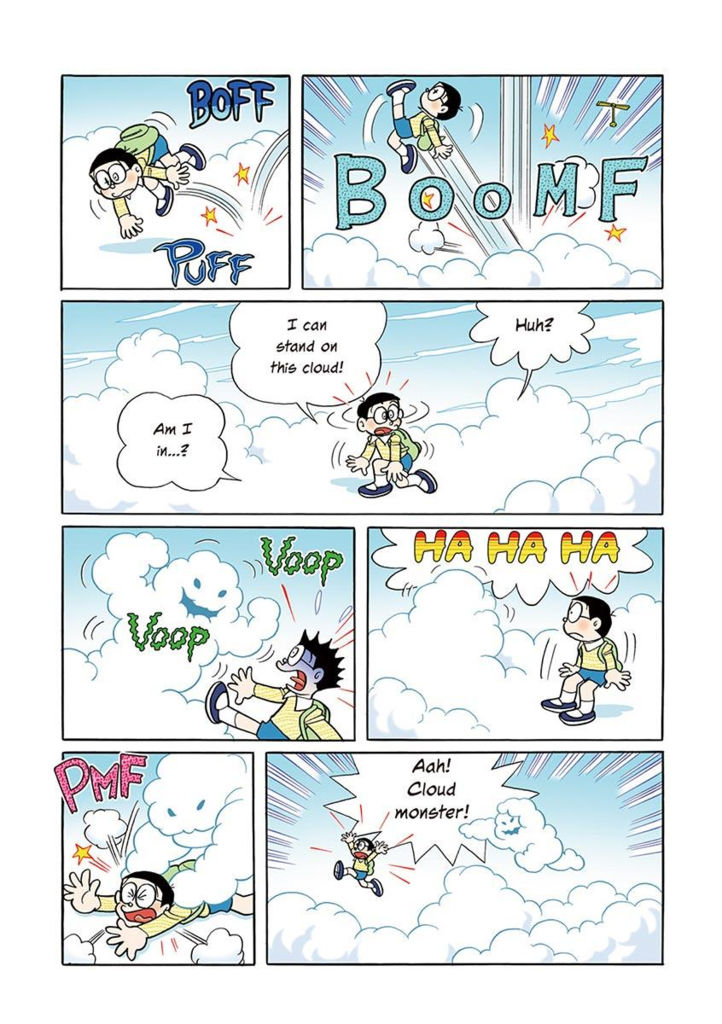 BOFF
PUFF
BOOMF
I can
stand on
this cloud!
Huh?
Am I
in...?
Voop
Voop
HA HA HA
PMF
Aah!
Cloud
monster!